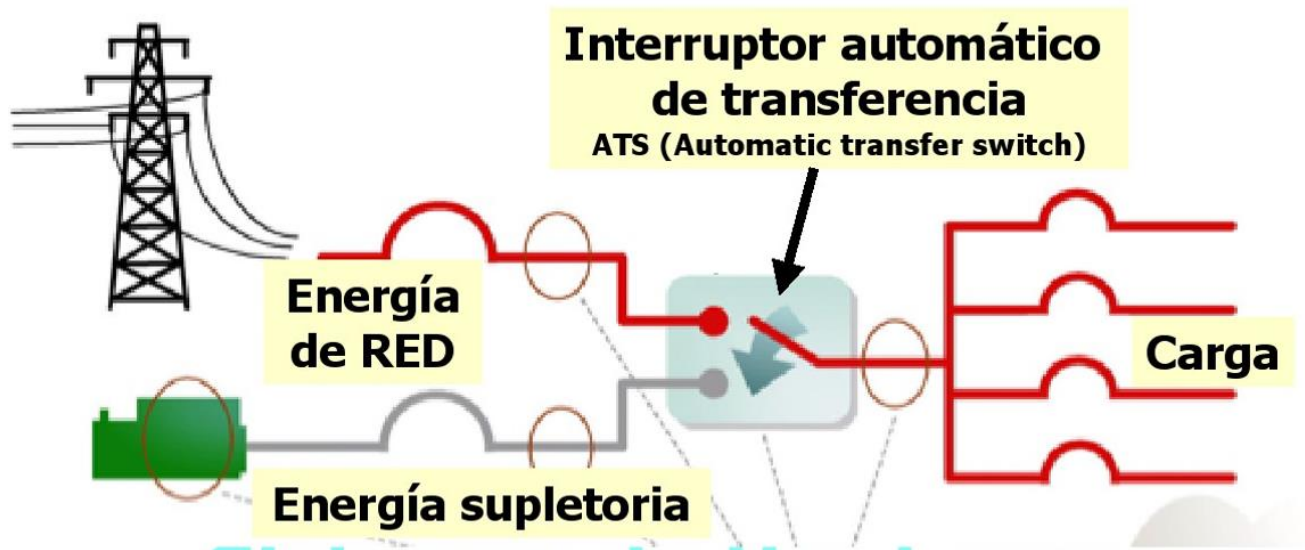 Interruptor automático
de transferencia
ATS (Automatic transfer switch)
Energía
de RED
Carga
Energía supletoria